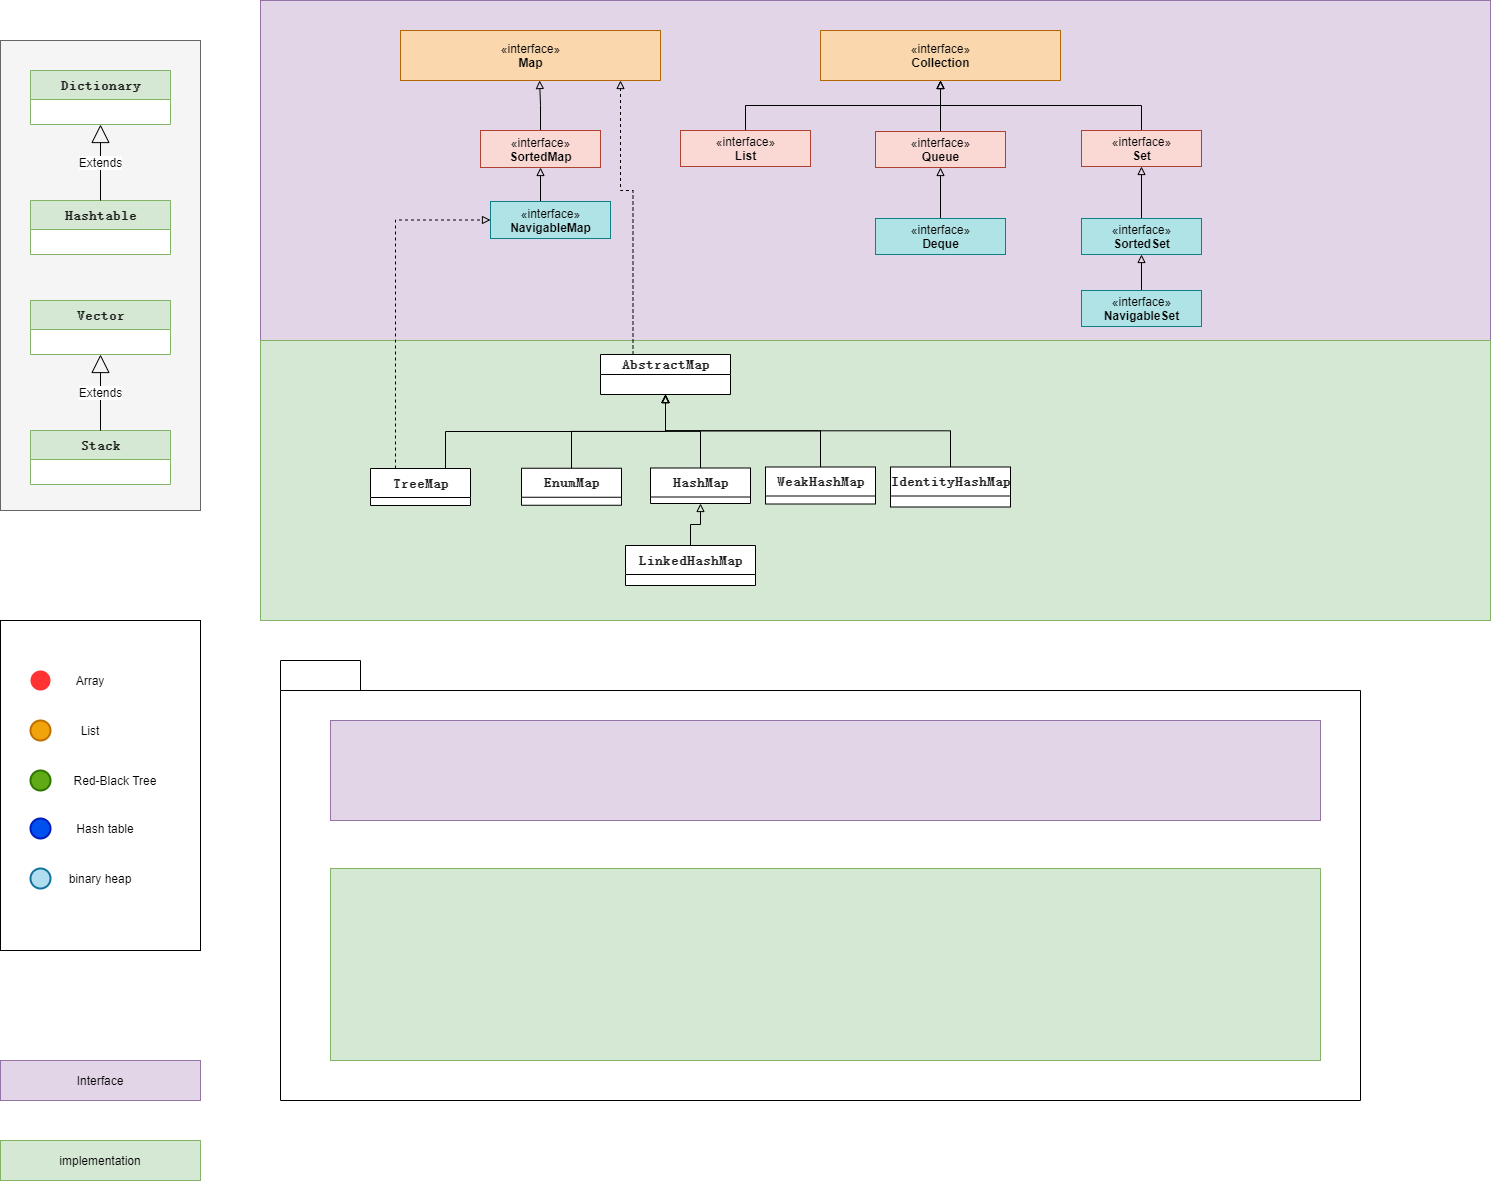 Dictionary
Extends
Hashtable
Vector
Extends
Stack
«interface»
Map
«interface»
Collection
«interface»
SortedMap
«interface»
List
«interface»
Queue
«interface»
Set
«interface»
NavigableMap
«interface»
Deque
«interface»
SortedSet
«interface»
NavigableSet
AbstractMap
TreeMap
EnumMap
HashMap
WeakHashMap
IdentityHashMap
LinkedHashMap
Array
List
Red-Black Tree
Hash table
binary heap
Interface
implementation